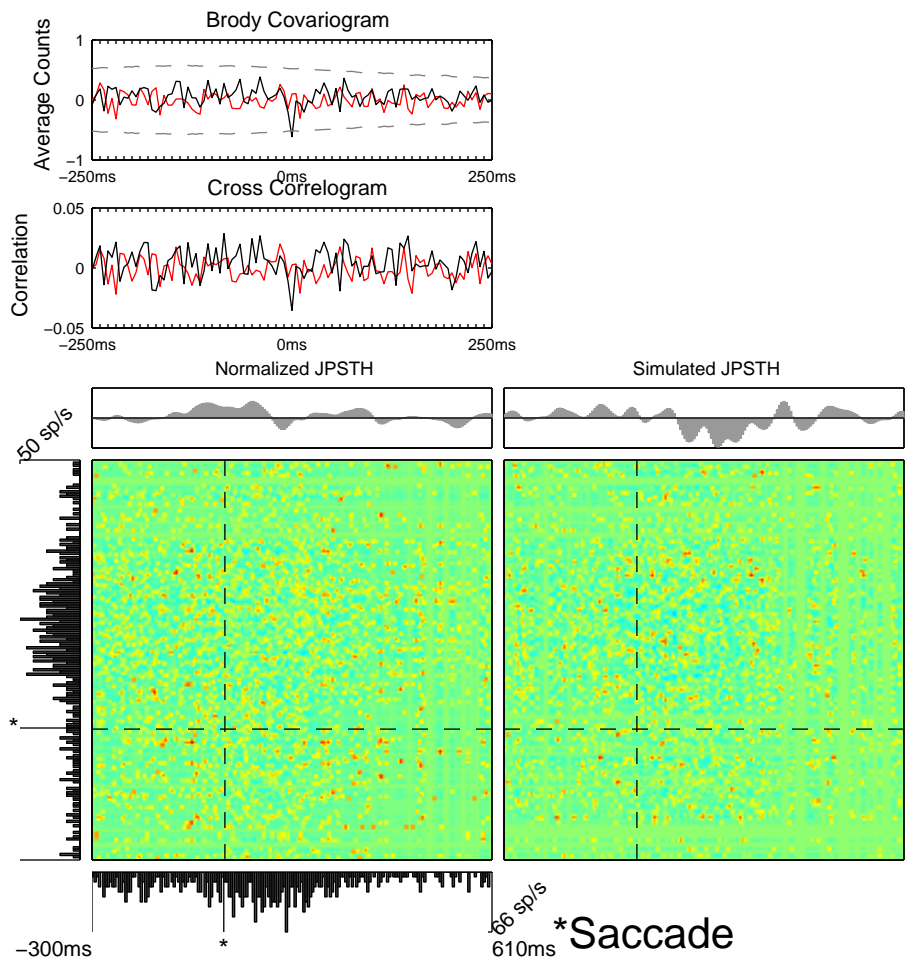 Brody Covariogram
Average Counts
1
0
−1
−250ms
0ms
250ms
Cross Correlogram
Correlation
0.05
0
−0.05
−250ms
0ms
250ms
Normalized JPSTH
Simulated JPSTH
50 sp/s
*
66 sp/s
−300ms
*
610ms
*Saccade